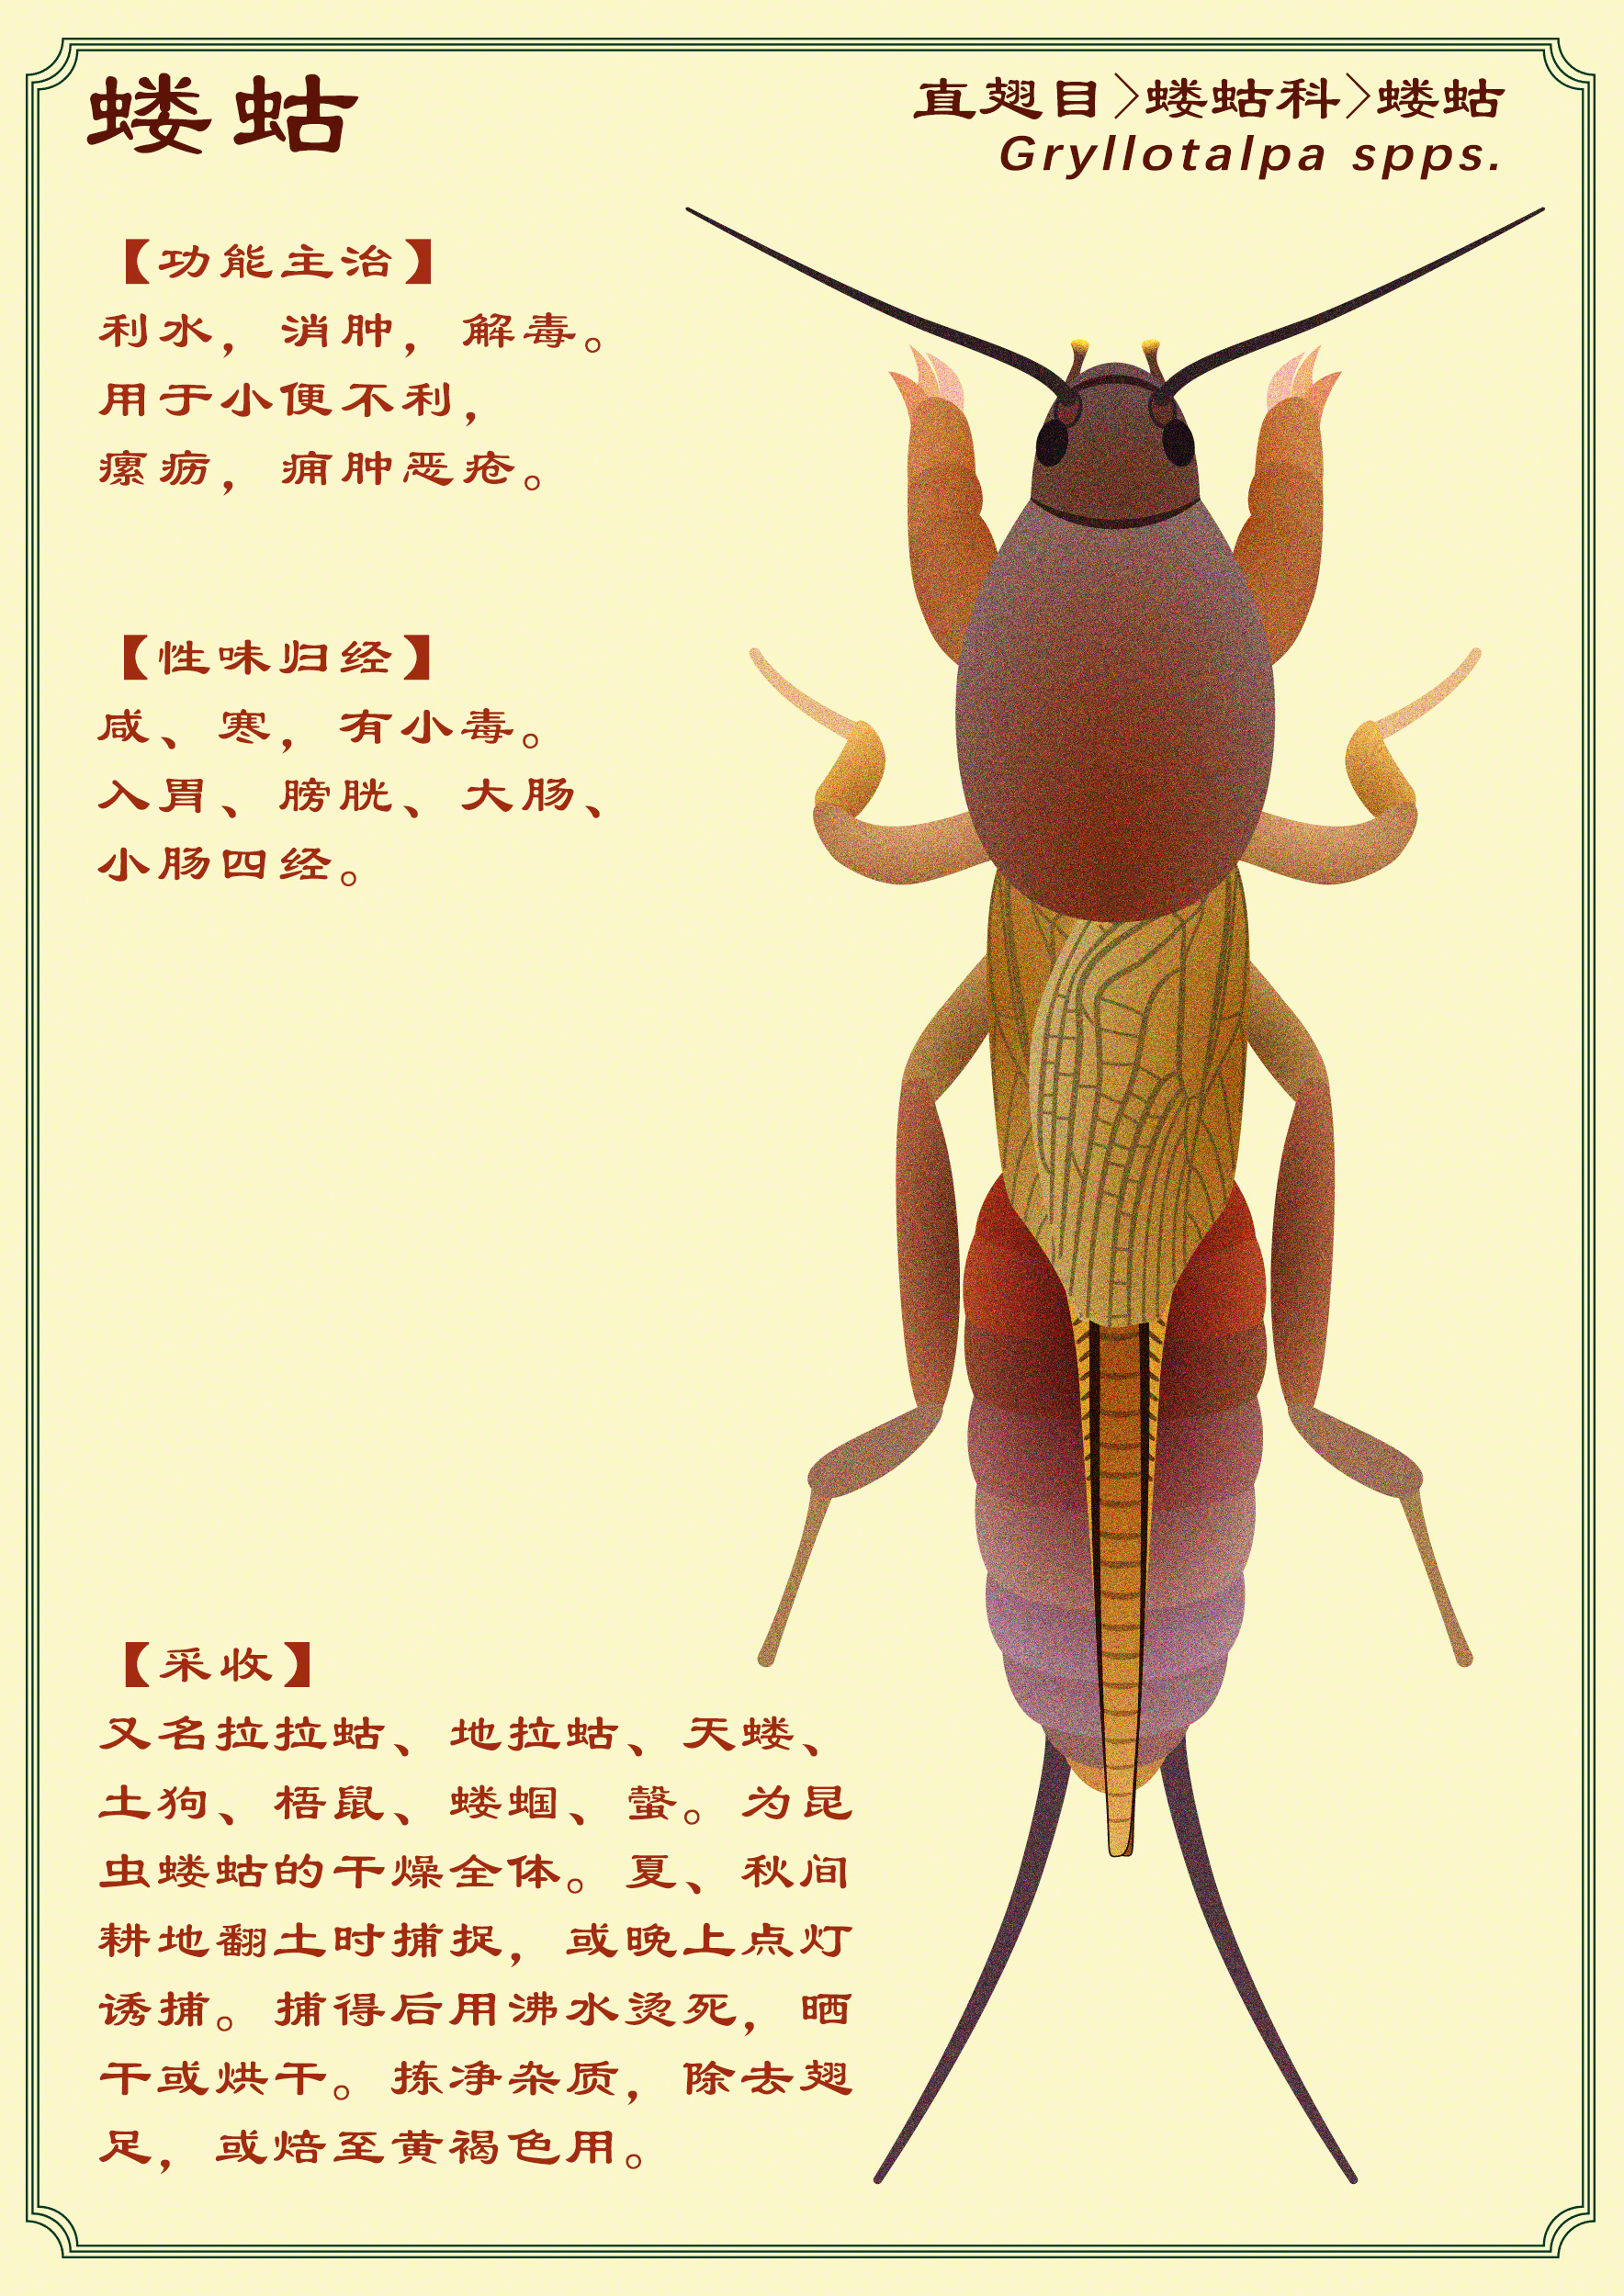 蝼蛄
直翅目>蝼蛄科>蝼蛄
Gryllotalpa spps.
【功能主治】
利水，消肿，解毒。
用于小便不利，
瘰疬，痈肿恶疮。
【性味归经】
咸、寒，有小毒。
入胃、膀胱、大肠、
小肠四经。
【采收】
又名拉拉蛄、地拉蛄、天蝼、
土狗、梧鼠、蝼蝈、螜。为昆
虫蝼蛄的干燥全体。夏、秋间
耕地翻土时捕捉，或晚上点灯
诱捕。捕得后用沸水烫死，晒
干或烘干。拣净杂质，除去翅
足，或焙至黄褐色用。